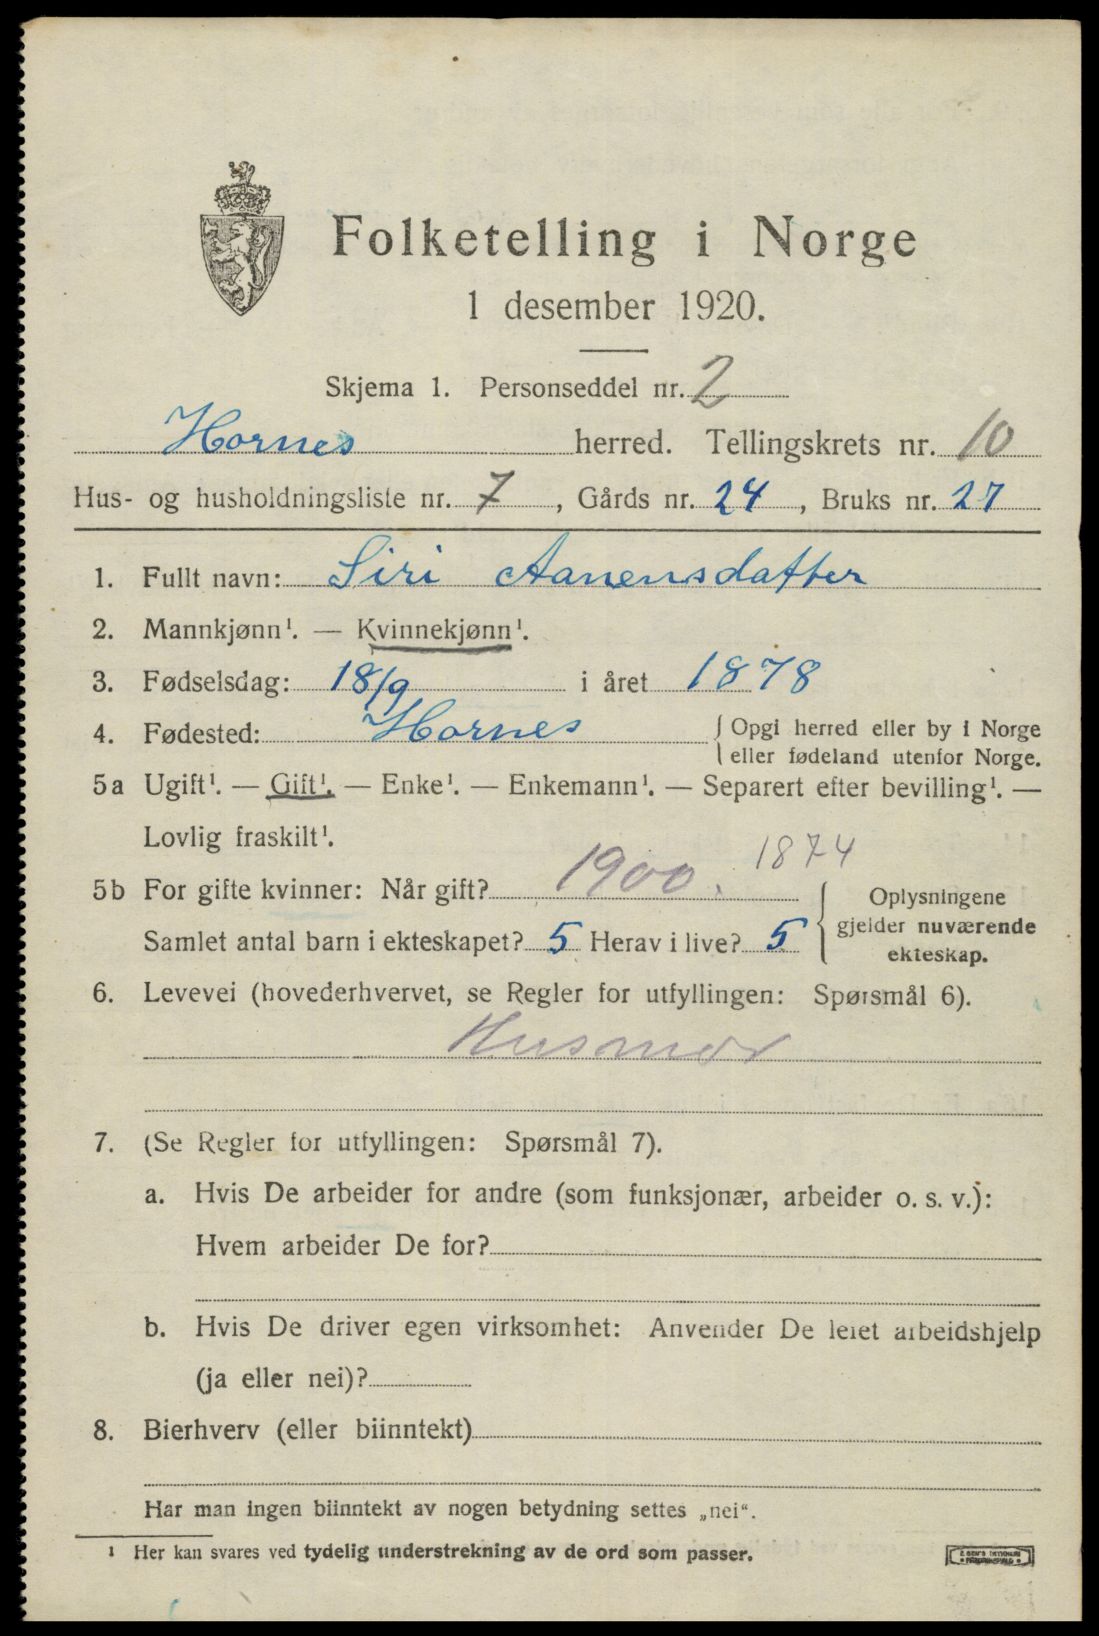 Folketelling i Norge
1 desember 1920.
Skjema 1. Personseddel nr. 2
Hornes herred. Tellingskrets nr. 10
Hus- og husholdningsliste nr. 7, Gårds nr. 24, Bruks nr. 27
1. Fullt navn: Siri Aanensdatter
2. Mannkjønn¹. — Kvinnekjønn¹.
3. Fødselsdag: 18/9 i året 1878
4. Fødested: Hornes { Opgi herred eller by i Norge
eller fødeland utenfor Norge.
5a Ugift¹. — Gift¹. — Enke¹. — Enkemann¹. — Separert efter bevilling¹. —
Lovlig fraskilt¹.
1874
5b For gifte kvinner: Når gift? 1900.
Samlet antal barn i ekteskapet? 5 Herav i live? 5
Oplysningene
gjelder nuværende
ekteskap.
6. Levevei (hovederhvervet, se Regler for utfyllingen: Spørsmål 6).
Husmor
7. (Se Regler for utfyllingen: Spørsmål 7).
a. Hvis De arbeider for andre (som funksjonær, arbeider o. s. v.):
Hvem arbeider De for?
b. Hvis De driver egen virksomhet: Anvender De leiet arbeidshjelp
(ja eller nei)?
8. Bierhverv (eller biinntekt)
Har man ingen biinntekt av nogen betydning settes „nei“.
¹ Her kan svares ved tydelig understrekning av de ord som passer.